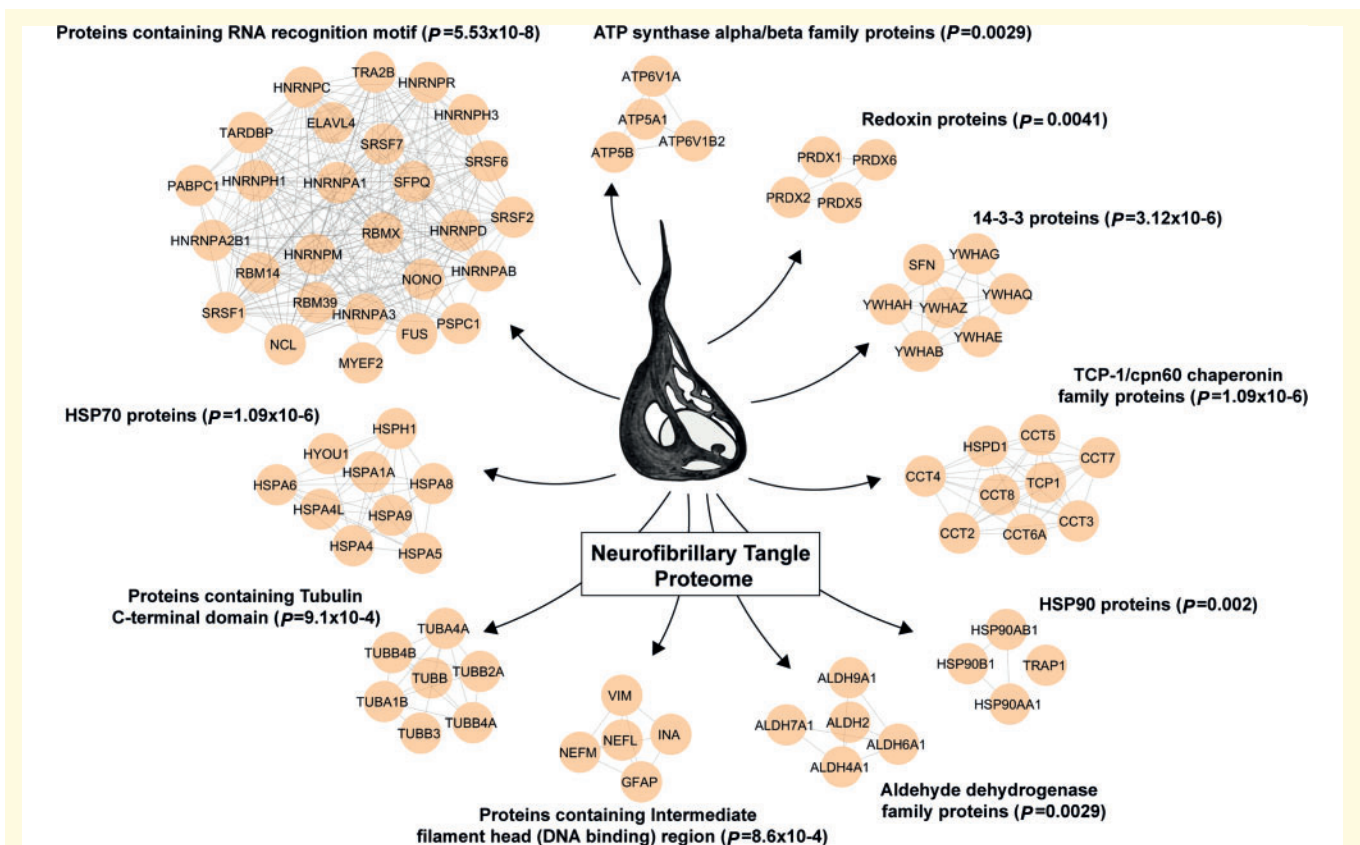 Proteins containing RNA recognition motif (P=5.53x10-8)
TRA2B
HNRNPC
HNRNPR
ELAVL4
HNRNPH3
TARDBP
SRSF7
SRSF6
PABPC1
HNRNPH1
HNRNPA1
SFPQ
SRSF2
HNRNPA2B1
RBMX
HNRNPD
HNRNPM
RBM14
NONO
HNRNPAB
SRSF1
RBM39
HNRNPA3
FUS
PSPC1
NCL
MYEF2
ATP synthase alpha/beta family proteins (P=0.0029)
ATP6V1A
ATP5A1
ATP6V1B2
ATP5B
Redoxin proteins (P= 0.0041)
PRDX1
PRDX6
PRDX2
PRDX5
14-3-3 proteins (P=3.12x10-6)
SFN
YWHAG
YWHAH
YWHAZ
YWHAQ
YWHAB
YWHAE
TCP-1/cpn60 chaperonin
family proteins (P=1.09x10-6)
HSPD1
CCT5
CCT7
CCT4
CCT8
TCP1
CCT2
CCT6A
CCT3
HSP70 proteins (P=1.09x10-6)
HSPH1
HYOU1
HSPA1A
HSPA6
HSPA8
HSPA4L
HSPA9
HSPA4
HSPA5
Neurofibrillary Tangle
Proteome
Proteins containing Tubulin
C-terminal domain (P=9.1x10-4)
TUBA4A
TUBB4B
TUBB
TUBB2A
TUBA1B
TUBB4A
TUBB3
VIM
NEFM
NEFL
INA
GFAP
Proteins containing Intermediate
filament head (DNA binding) region (P=8.6x10-4)
ALDH9A1
ALDH7A1
ALDH2
ALDH6A1
ALDH4A1
Aldehyde dehydrogenase
family proteins (P=0.0029)
HSP90 proteins (P=0.002)
HSP90AB1
HSP90B1
TRAP1
HSP90AA1